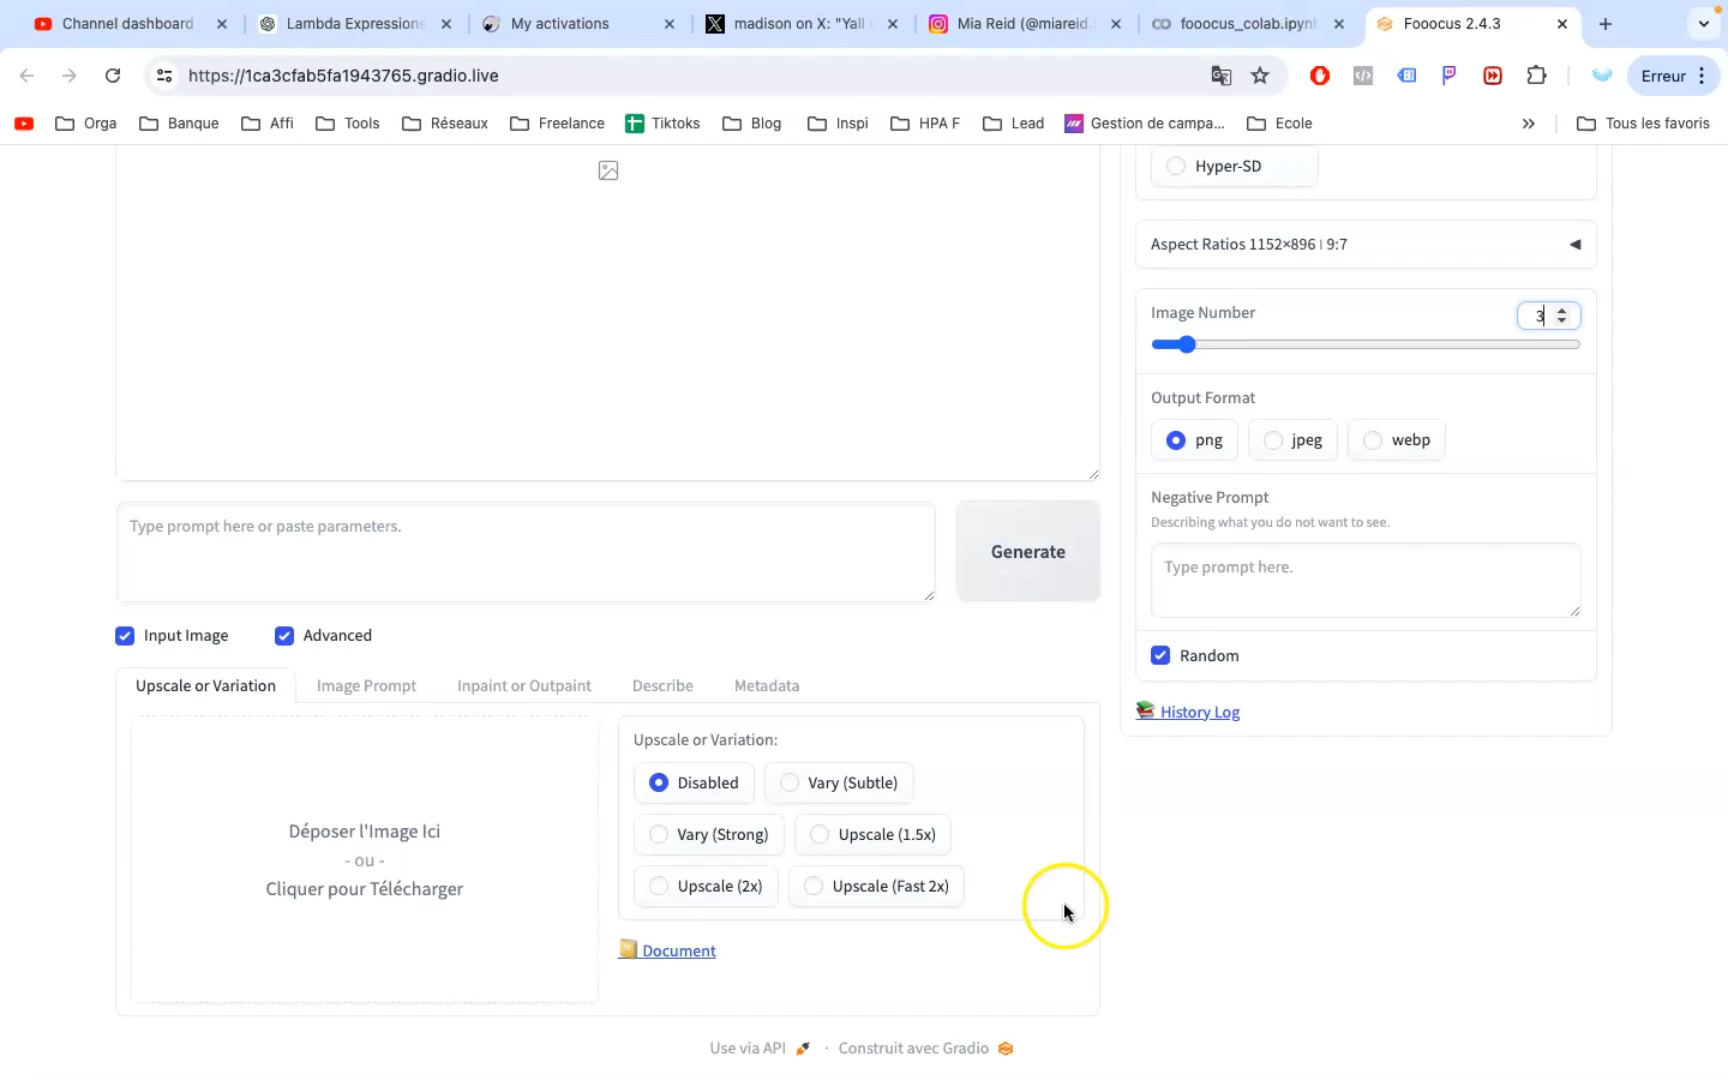 Channel dashboard
Lambda Expressions
My activations
madison on X: "Yall
Mia Reid (@miareid.
fooocus_colab.ipynb
Fooocus 2.4.3
https://1ca3cfab5fa1943765.gradio.live
Erreur
Orga
Banque
Affi
Tools
Réseaux
Freelance
Tiktoks
Blog
Inspi
HPA F
Lead
Gestion de campa...
Ecole
»
Tous les favoris
Hyper-SD
Aspect Ratios 1152×896 | 9:7
Image Number
3
Output Format
png
jpeg
webp
Negative Prompt
Describing what you do not want to see.
Type prompt here.
Random
History Log
Type prompt here or paste parameters.
Generate
Input Image
Advanced
Upscale or Variation
Image Prompt
Inpaint or Outpaint
Describe
Metadata
Déposer l'Image Ici
- ou -
Cliquer pour Télécharger
Upscale or Variation:
Disabled
Vary (Subtle)
Vary (Strong)
Upscale (1.5x)
Upscale (2x)
Upscale (Fast 2x)
Document
Use via API
·
Construit avec Gradio